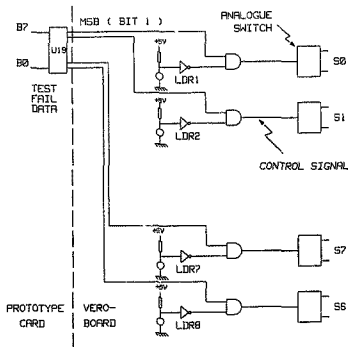 ANALOGUE
SWITCH
MSB ( BIT 1 )
B7
U19
+5V
S0
B0
LDR1
TEST
FAIL
DATA
+5V
S1
LDR2
CONTROL SIGNAL
+5V
S7
LDR7
+5V
S6
PROTOTYPE
CARD
VERO-
BOARD
LDR8